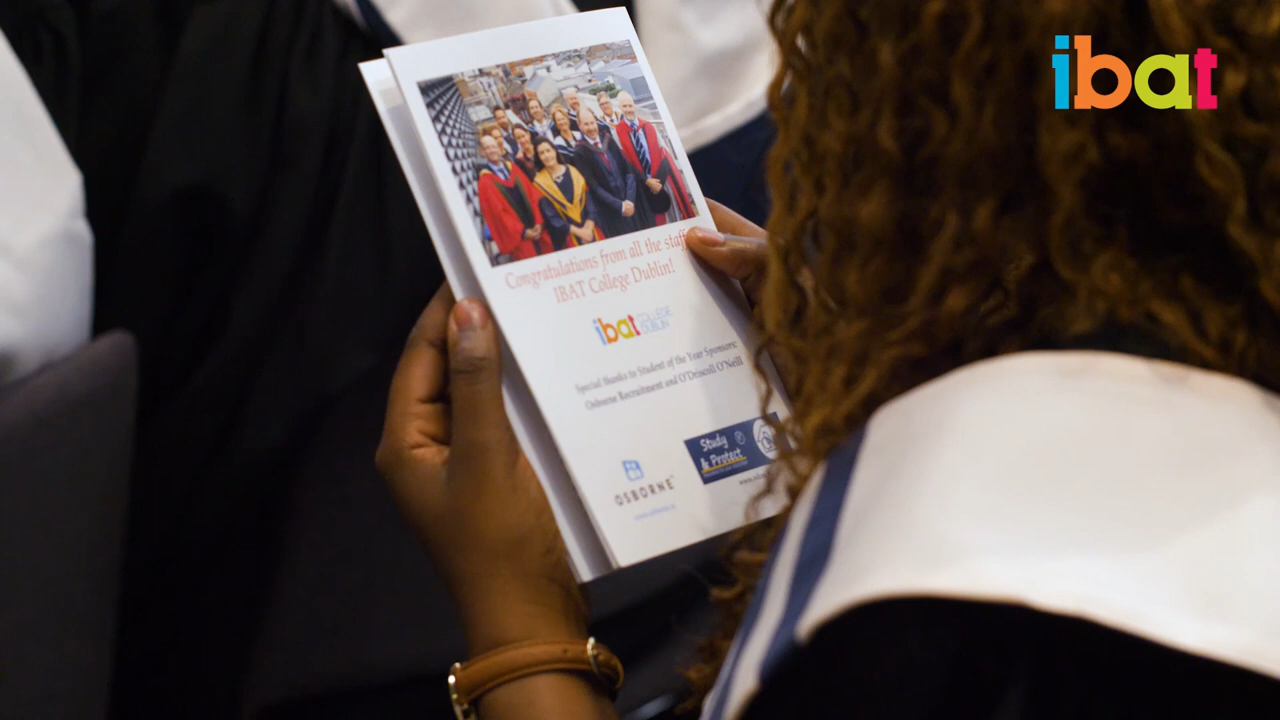 ibat
Congratulations from all the staff
IBAT College Dublin!
ibat COLLEGE
DUBLIN
Special thanks to Student of the Year Sponsors:
Osborne Recruitment and O'Driscoll O'Neill
Study
& Protect
OSBORNE